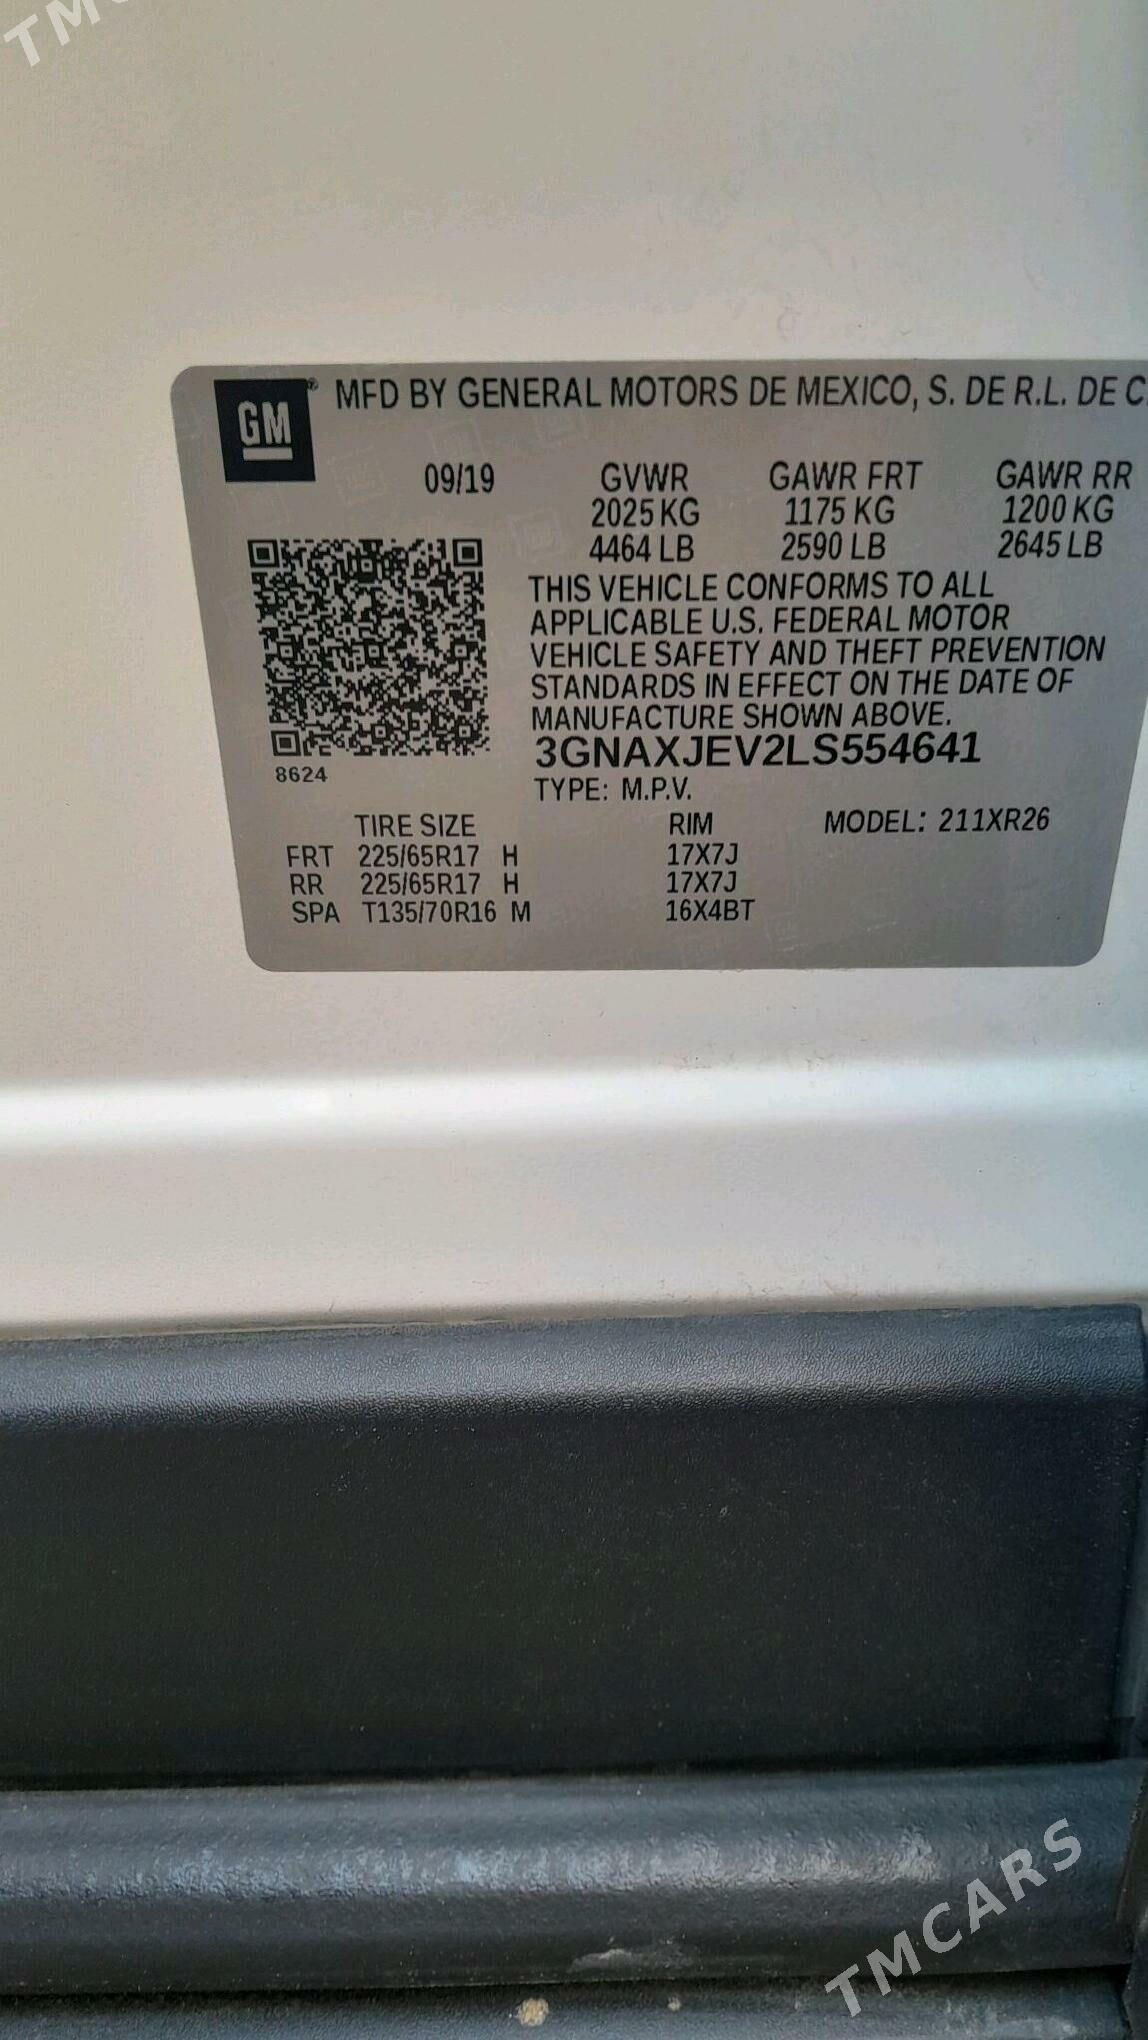 TMC
GM® MFD BY GENERAL MOTORS DE MEXICO, S. DE R.L. DE C.
09/19 GVWR GAWR FRT GAWR RR
2025 KG 1175 KG 1200 KG
4464 LB 2590 LB 2645 LB
THIS VEHICLE CONFORMS TO ALL
APPLICABLE U.S. FEDERAL MOTOR
VEHICLE SAFETY AND THEFT PREVENTION
STANDARDS IN EFFECT ON THE DATE OF
MANUFACTURE SHOWN ABOVE.
3GNAXJEV2LS554641
8624
TYPE: M.P.V.
TIRE SIZE RIM MODEL: 211XR26
FRT 225/65R17 H 17X7J
RR 225/65R17 H 17X7J
SPA T135/70R16 M 16X4BT
TMCARS